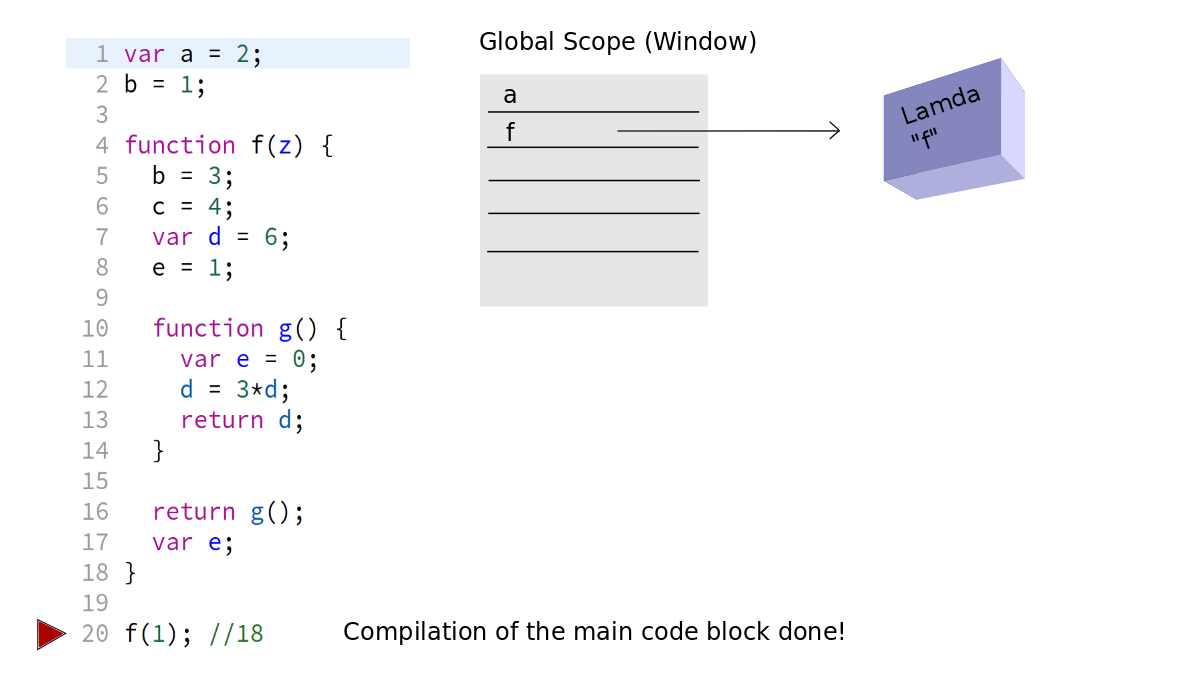 Global Scope (Window)
1 var a = 2;
2 b = 1;
3
4 function f(z) {
5 b = 3;
6 c = 4;
7 var d = 6;
8 e = 1;
9
10 function g() {
11 var e = 0;
12 d = 3*d;
13 return d;
14 }
15
16 return g();
17 var e;
18 }
19
20 f(1); //18
a
f
Lamda
"f"
Compilation of the main code block done!